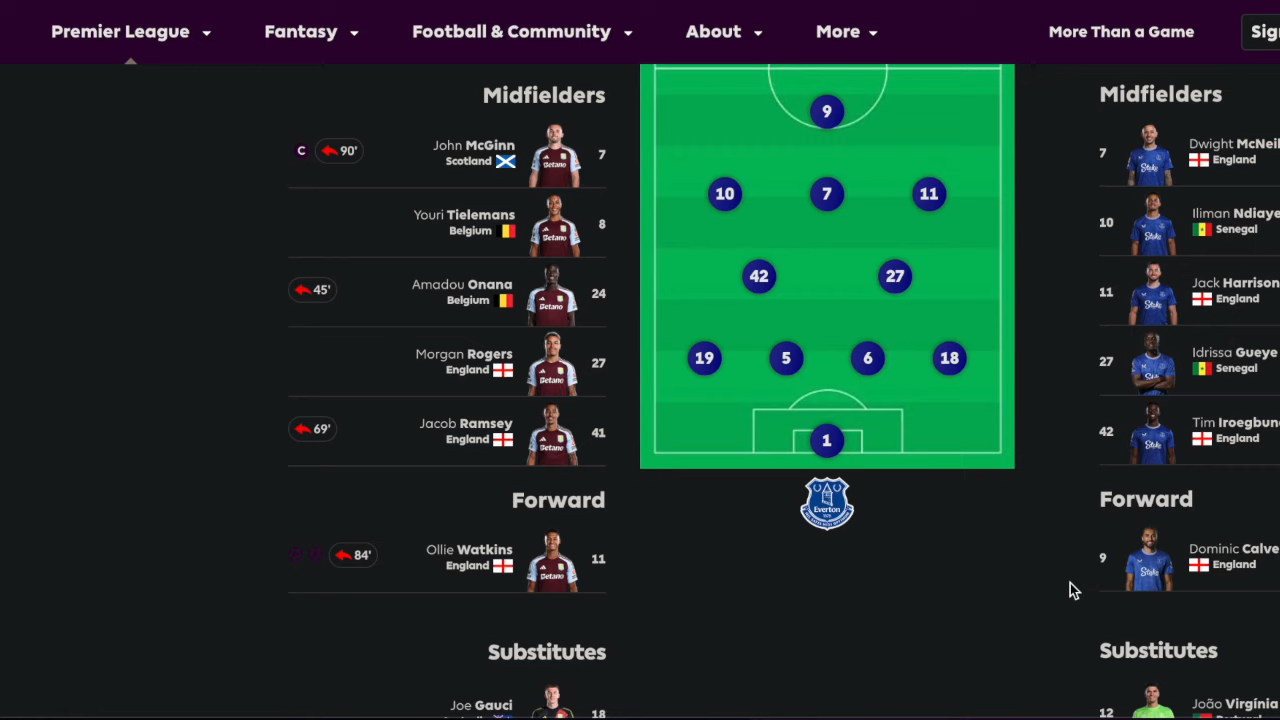 Premier League
Fantasy
Football & Community
About
More
More Than a Game
Sig
Midfielders
C
90'
John McGinn
Scotland
7
Youri Tielemans
Belgium
8
45'
Amadou Onana
Belgium
24
Morgan Rogers
England
27
69'
Jacob Ramsey
England
41
Forward
84'
Ollie Watkins
England
11
Substitutes
Joe Gauci
18
9
10
7
11
42
27
19
5
6
18
1
Everton
Midfielders
7
Dwight McNeil
England
10
Iliman Ndiaye
Senegal
11
Jack Harrison
England
27
Idrissa Gueye
Senegal
42
Tim Iroegbun
England
Forward
9
Dominic Calve
England
Substitutes
12
João Virgínia